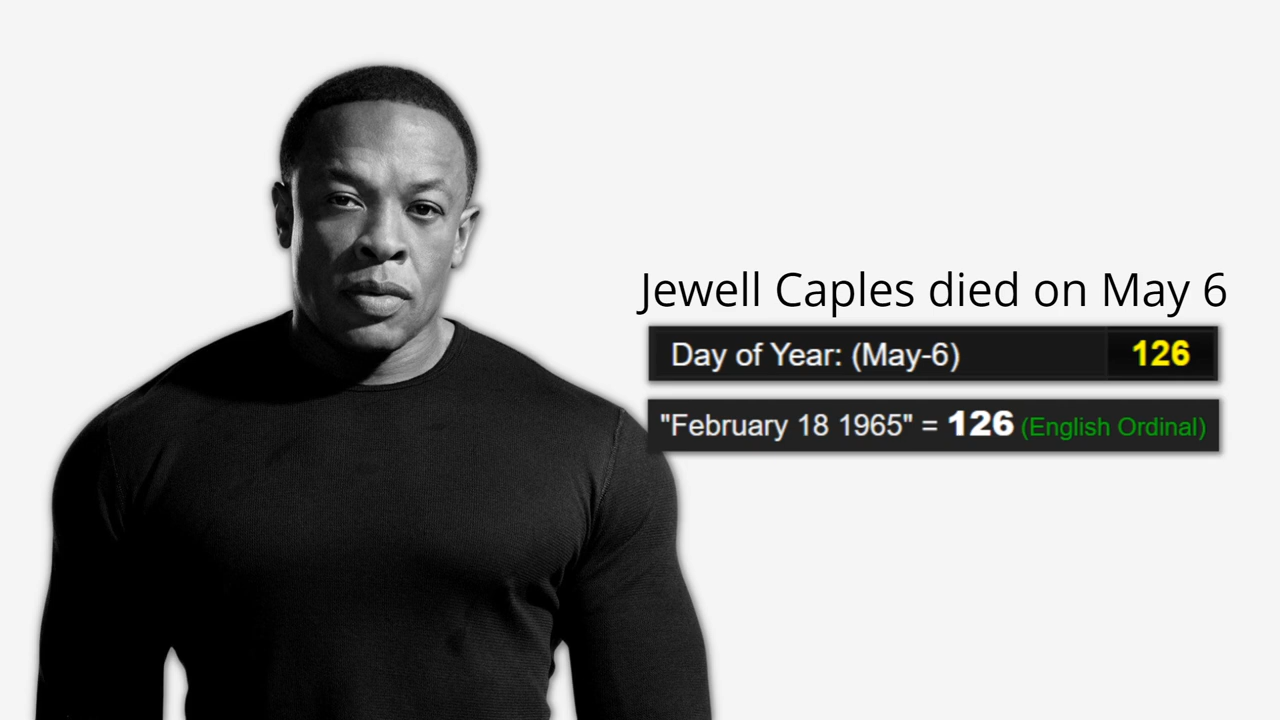 Jewell Caples died on May 6
Day of Year: (May-6) 126
"February 18 1965" = 126 (English Ordinal)